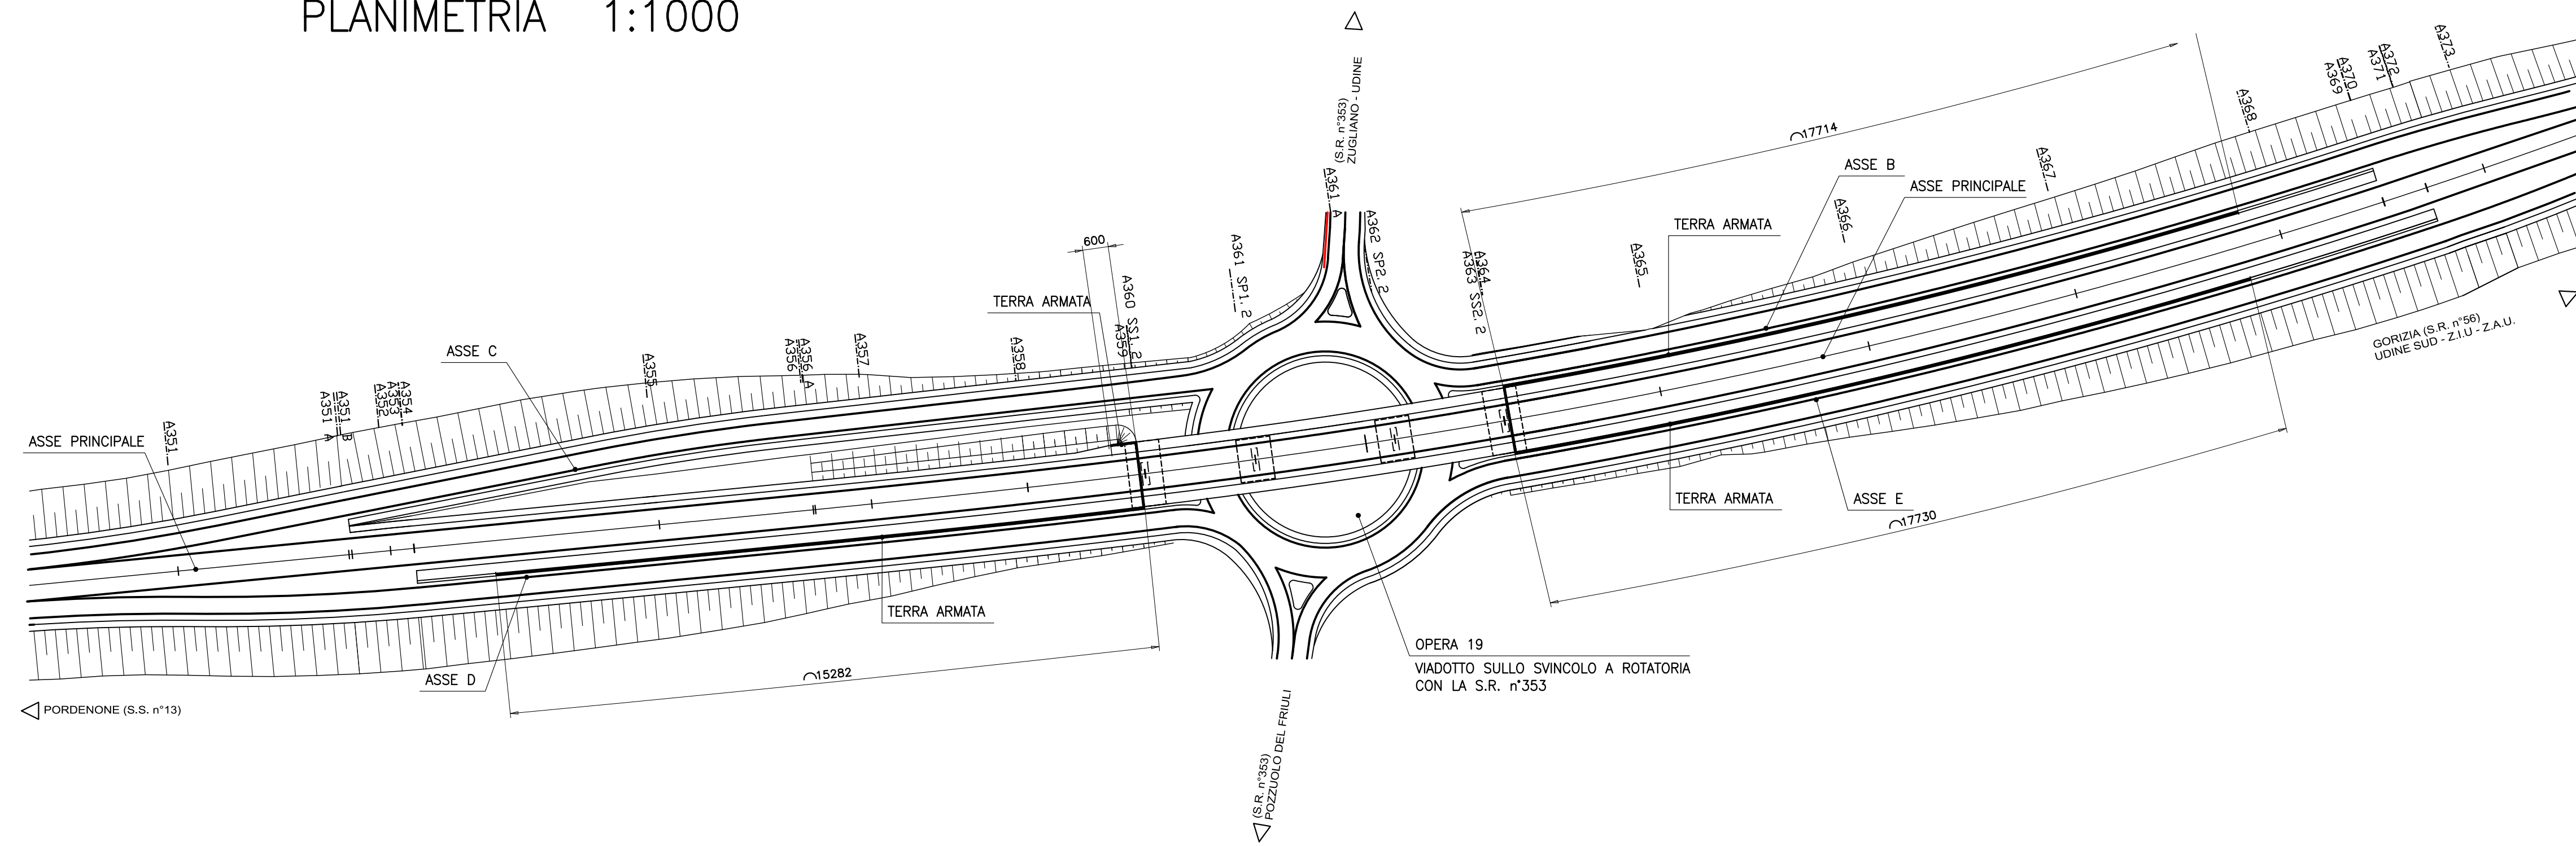 PLANIMETRIA 1:1000
(S.R. n°353)
ZUGLIANO - UDINE
A373
A372
A371
A370
A369
A368
A367
A366
A365
A364
A363 SS2. 2
A362 SP2. 2
A361 A
A361 SP1. 2
A360 SS1. 2
A359
A358
A357
A356 A
A356
A355
A354
A353
A352
A351 B
A351 A
A351
17714
ASSE B
ASSE PRINCIPALE
TERRA ARMATA
600
TERRA ARMATA
ASSE C
ASSE PRINCIPALE
GORIZIA (S.R. n°56)
UDINE SUD - Z.I.U - Z.A.U.
TERRA ARMATA
ASSE E
17730
TERRA ARMATA
ASSE D
15282
OPERA 19
VIADOTTO SULLO SVINCOLO A ROTATORIA
CON LA S.R. n°353
PORDENONE (S.S. n°13)
(S.R. n°353)
POZZUOLO DEL FRIULI